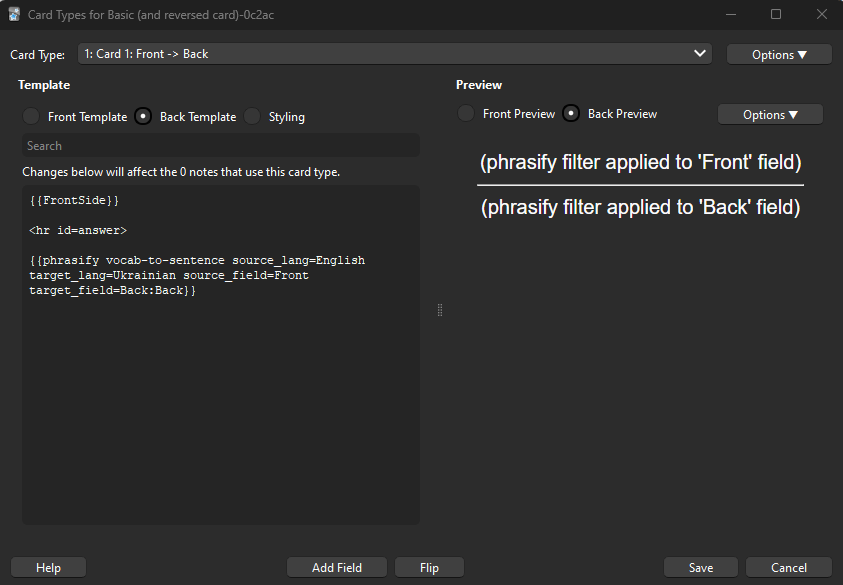 Card Types for Basic (and reversed card)-0c2ac
Card Type: 1: Card 1: Front -> Back Options ▼
Template
Front Template Back Template Styling
Search
Changes below will affect the 0 notes that use this card type.
{{FrontSide}}
<hr id=answer>
{{phrasify vocab-to-sentence source_lang=English
target_lang=Ukrainian source_field=Front
target_field=Back:Back}}
Preview
Front Preview Back Preview Options ▼
(phrasify filter applied to 'Front' field)
(phrasify filter applied to 'Back' field)
Help Add Field Flip Save Cancel